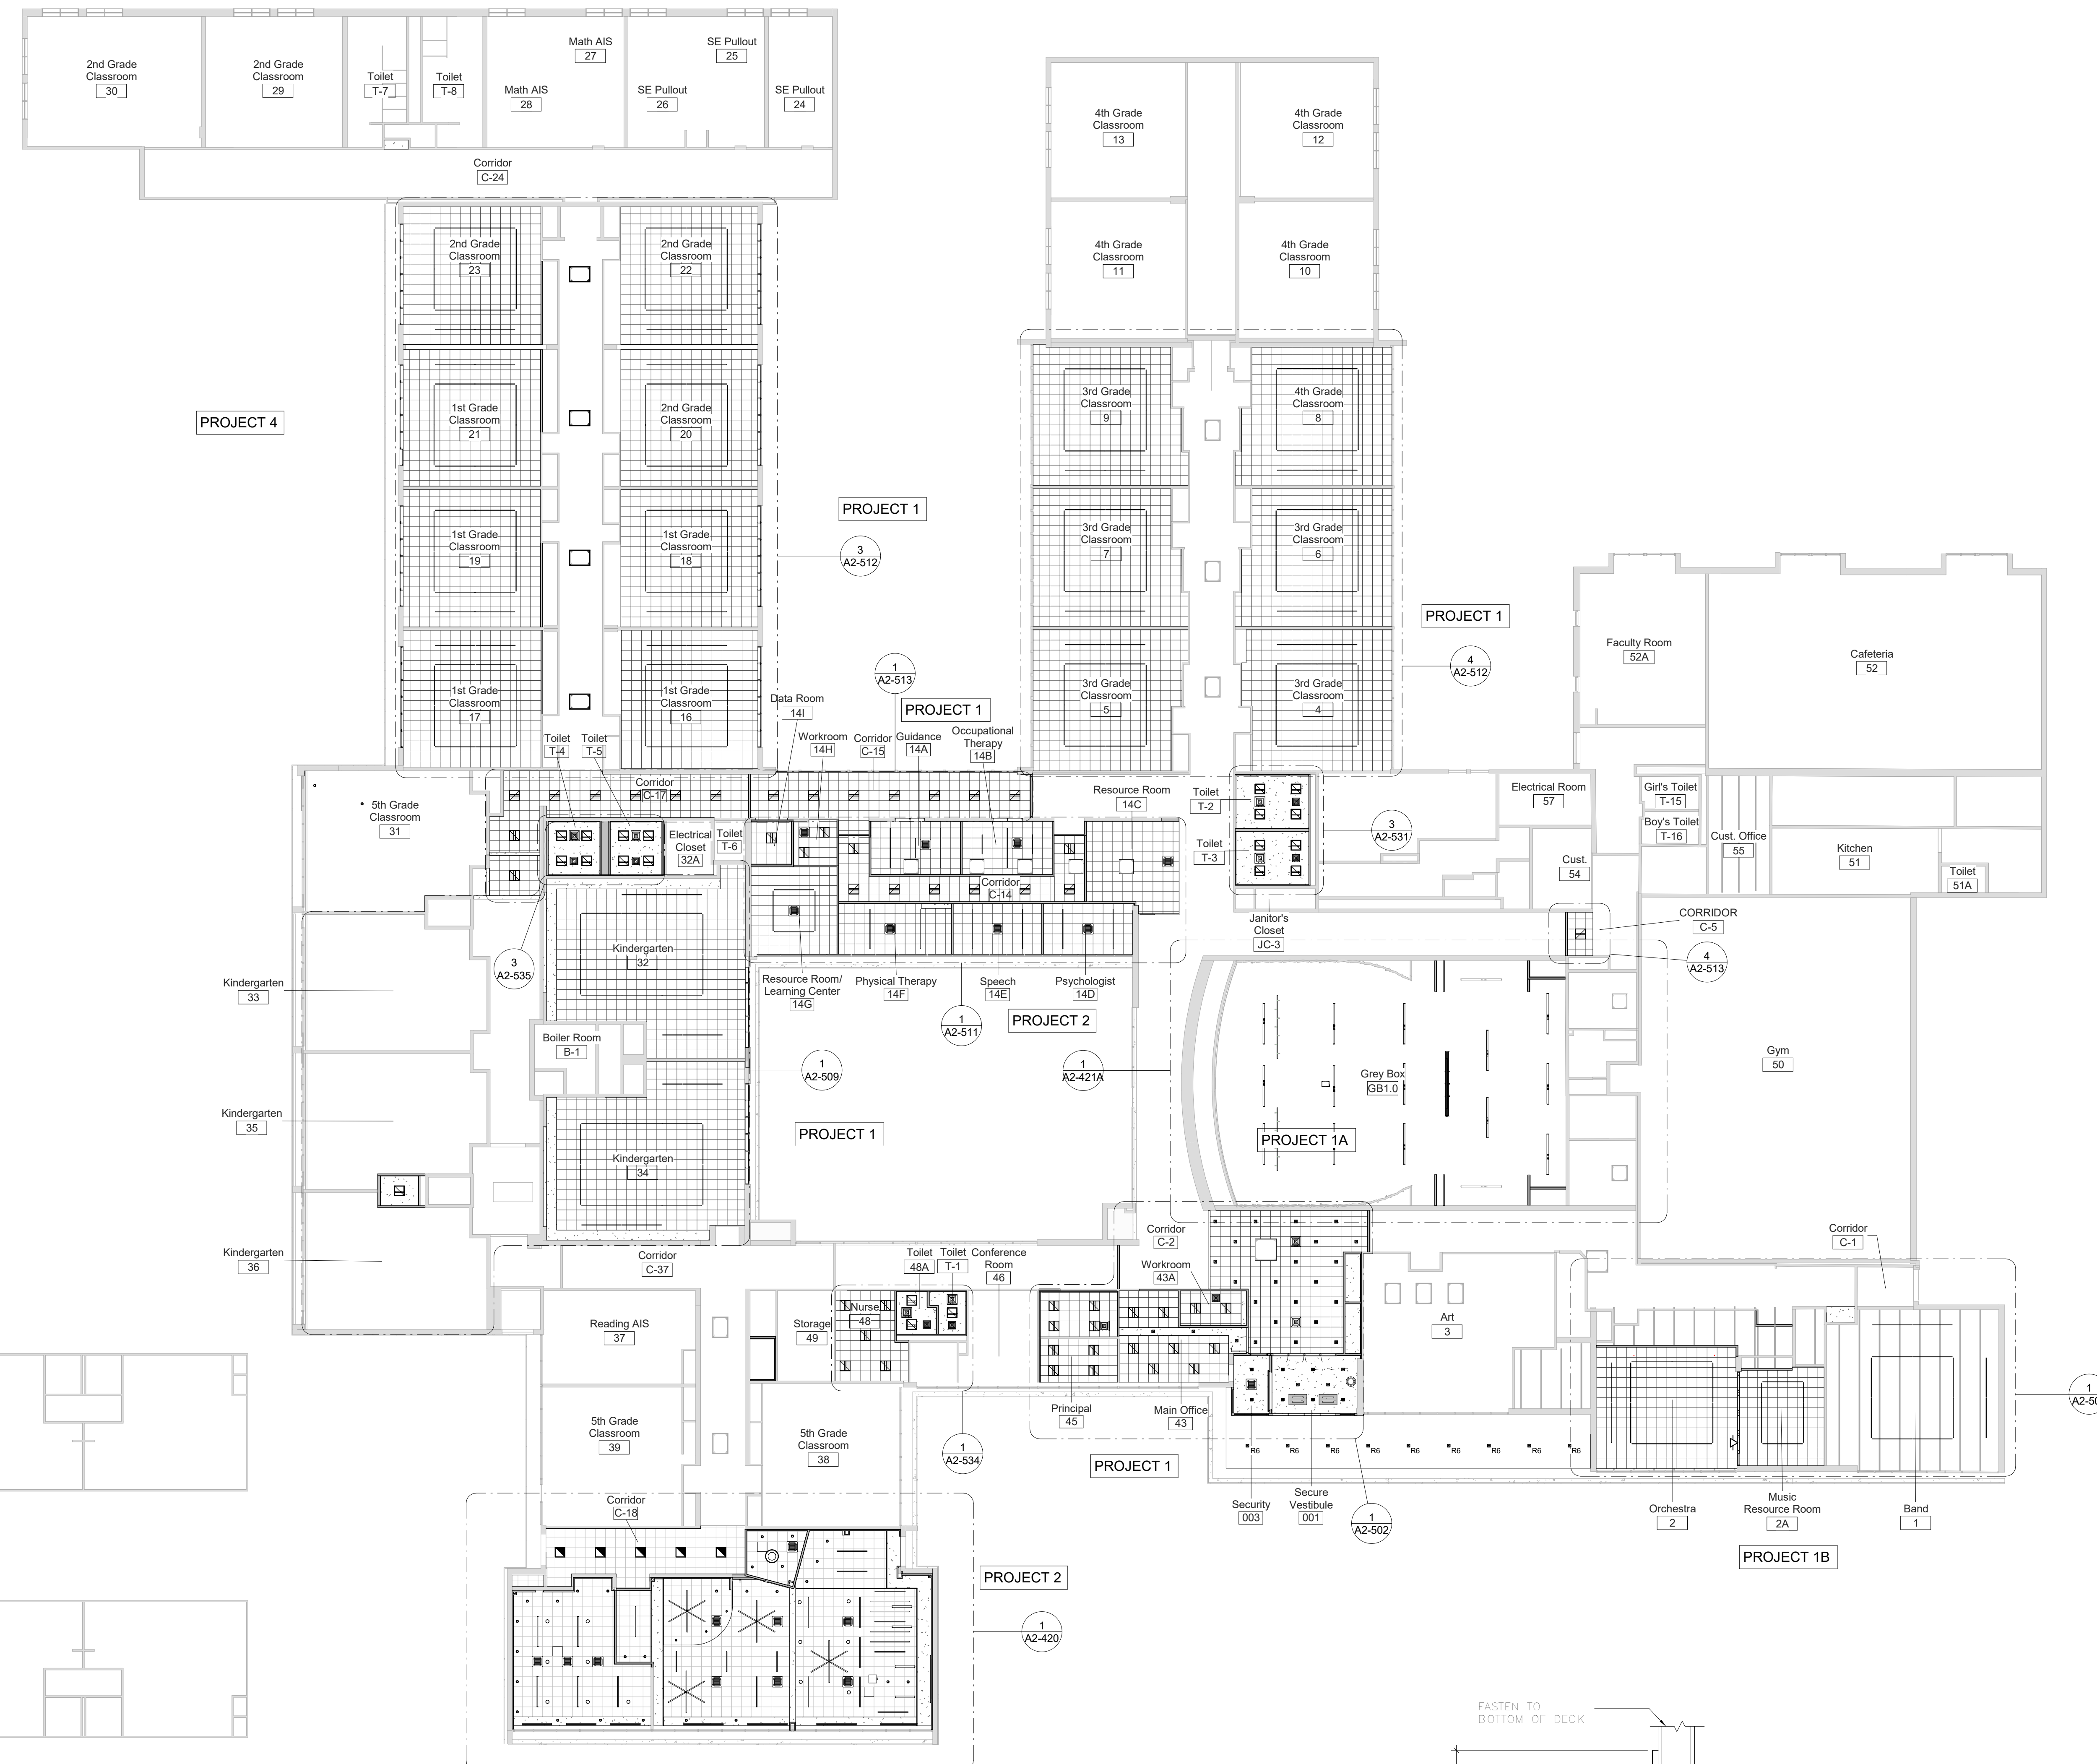 2nd Grade
Classroom
30
2nd Grade
Classroom
29
Toilet
T-7
Toilet
T-8
Math AIS
27
Math AIS
28
SE Pullout
25
SE Pullout
26
SE Pullout
24
Corridor
C-24
4th Grade
Classroom
13
4th Grade
Classroom
12
4th Grade
Classroom
11
4th Grade
Classroom
10
2nd Grade
Classroom
23
2nd Grade
Classroom
22
1st Grade
Classroom
21
2nd Grade
Classroom
20
1st Grade
Classroom
19
1st Grade
Classroom
18
1st Grade
Classroom
17
1st Grade
Classroom
16
PROJECT 4
PROJECT 1
3
A2-512
3rd Grade
Classroom
9
4th Grade
Classroom
8
3rd Grade
Classroom
7
3rd Grade
Classroom
6
3rd Grade
Classroom
5
3rd Grade
Classroom
4
PROJECT 1
4
A2-512
Faculty Room
52A
Cafeteria
52
1
A2-513
PROJECT 1
Data Room
14I
Workroom
14H
Corridor
C-15
Guidance
14A
Occupational
Therapy
14B
Toilet
T-4
Toilet
T-5
Corridor
C-17
5th Grade
Classroom
31
Electrical
Closet
32A
Toilet
T-6
Resource Room
14C
Toilet
T-2
Toilet
T-3
3
A2-531
Electrical Room
57
Girl's Toilet
T-15
Boy's Toilet
T-16
Cust. Office
55
Kitchen
51
Toilet
51A
Cust.
54
Corridor
C-14
Janitor's
Closet
JC-3
CORRIDOR
C-5
4
A2-513
3
A2-535
Kindergarten
32
Kindergarten
33
Resource Room/
Learning Center
14G
Physical Therapy
14F
Speech
14E
Psychologist
14D
1
A2-511
PROJECT 2
Boiler Room
B-1
1
A2-509
1
A2-421A
Grey Box
GB1.0
Gym
50
Kindergarten
35
PROJECT 1
PROJECT 1A
Kindergarten
34
Kindergarten
36
Corridor
C-37
Toilet
48A
Toilet
T-1
Conference
Room
46
Corridor
C-2
Workroom
43A
Corridor
C-1
Reading AIS
37
Storage
49
Nurse
48
Art
3
Principal
45
Main Office
43
1
A2-50
5th Grade
Classroom
39
5th Grade
Classroom
38
1
A2-534
PROJECT 1
R6
R6
R6
R6
R6
R6
R6
R6
R6
Security
003
Secure
Vestibule
001
1
A2-502
Orchestra
2
Music
Resource Room
2A
Band
1
PROJECT 1B
Corridor
C-18
PROJECT 2
1
A2-420
FASTEN TO
BOTTOM OF DECK